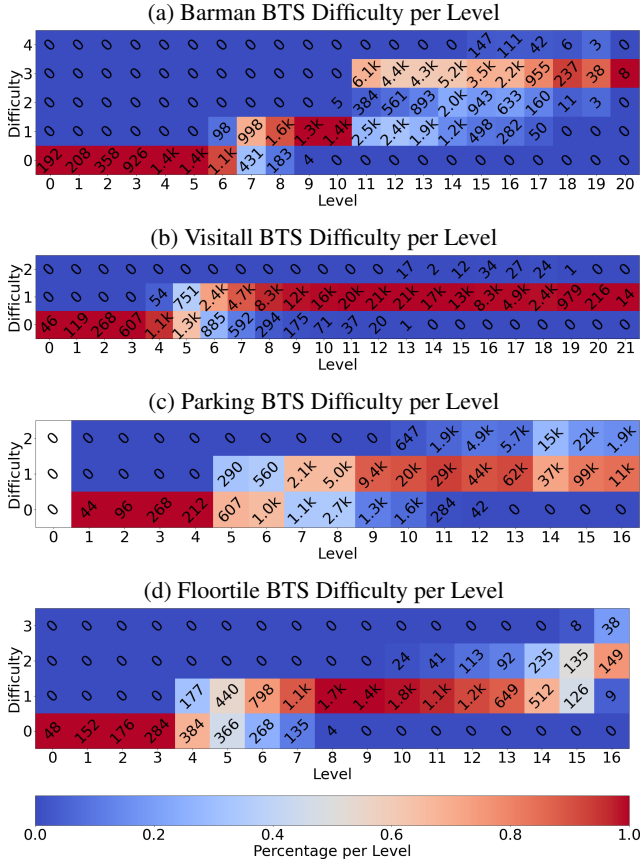 (a) Barman BTS Difficulty per Level
Difficulty
4 0 0 0 0 0 0 0 0 0 0 0 0 0 0 0 147 111 42 6 3 0
3 0 0 0 0 0 0 0 0 0 0 0 6.1k 4.4k 4.3k 5.2k 3.5k 2.2k 955 237 38 8
2 0 0 0 0 0 0 0 0 0 0 5 384 561 893 2.0k 943 633 160 11 3 0
1 0 0 0 0 0 0 98 998 1.6k 1.3k 1.4k 2.5k 2.4k 1.9k 1.2k 498 282 50 0 0 0
0 192 208 358 926 1.4k 1.4k 1.1k 431 183 4 0 0 0 0 0 0 0 0 0 0 0
0 1 2 3 4 5 6 7 8 9 10 11 12 13 14 15 16 17 18 19 20
Level
(b) Visitall BTS Difficulty per Level
Difficulty
2 0 0 0 0 0 0 0 0 0 0 0 0 0 17 2 12 34 27 24 1 0 0
1 0 0 0 0 54 751 2.4k 4.7k 8.3k 12k 16k 20k 21k 21k 17k 13k 8.3k 4.9k 2.4k 979 216 14
0 46 119 268 607 1.1k 1.3k 885 592 294 175 71 37 20 1 0 0 0 0 0 0 0 0
0 1 2 3 4 5 6 7 8 9 10 11 12 13 14 15 16 17 18 19 20 21
Level
(c) Parking BTS Difficulty per Level
Difficulty
2 0 0 0 0 0 0 0 0 0 0 647 1.9k 4.9k 5.7k 15k 22k 1.9k
1 0 0 0 0 0 290 560 2.1k 5.0k 9.4k 20k 29k 44k 62k 37k 99k 11k
0 0 44 96 268 212 607 1.0k 1.1k 2.7k 1.3k 1.6k 284 42 0 0 0 0
0 1 2 3 4 5 6 7 8 9 10 11 12 13 14 15 16
Level
(d) Floortile BTS Difficulty per Level
Difficulty
3 0 0 0 0 0 0 0 0 0 0 0 0 0 0 0 8 38
2 0 0 0 0 0 0 0 0 0 0 24 41 113 92 235 135 149
1 0 0 0 0 177 440 798 1.1k 1.7k 1.4k 1.8k 1.1k 1.2k 649 512 126 9
0 48 152 176 284 384 366 268 135 4 0 0 0 0 0 0 0 0
0 1 2 3 4 5 6 7 8 9 10 11 12 13 14 15 16
Level
0.0 0.2 0.4 0.6 0.8 1.0
Percentage per Level